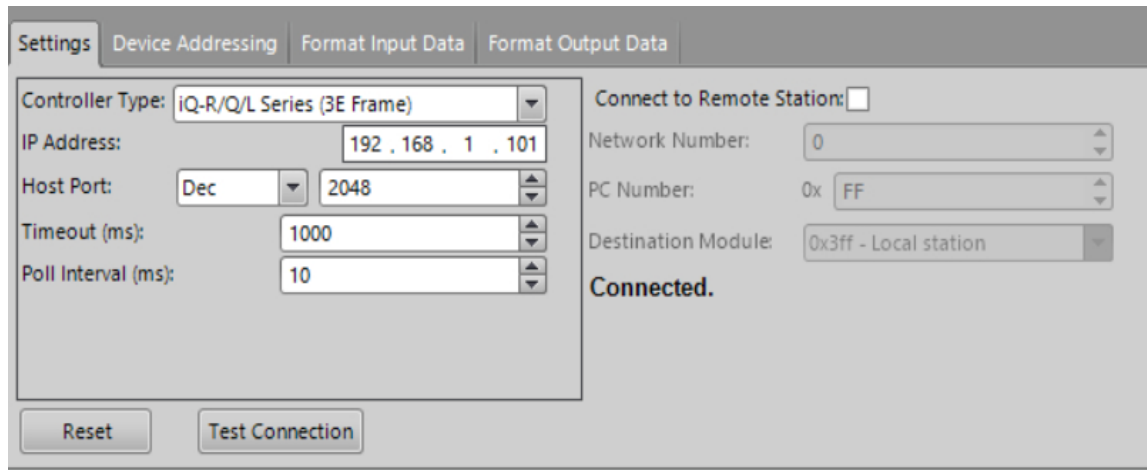 Settings
Device Addressing
Format Input Data
Format Output Data
Controller Type: iQ-R/Q/L Series (3E Frame)
IP Address: 192 . 168 . 1 . 101
Host Port: Dec 2048
Timeout (ms): 1000
Poll Interval (ms): 10
Connect to Remote Station:
Network Number: 0
PC Number: 0x FF
Destination Module: 0x3ff - Local station
Connected.
Reset
Test Connection